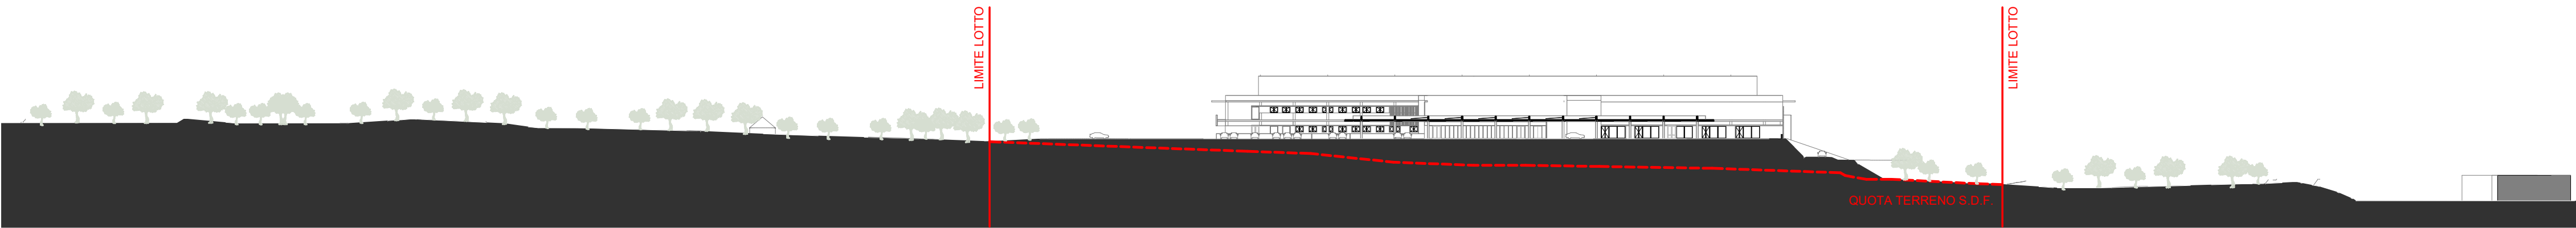 LIMITE LOTTO
LIMITE LOTTO
QUOTA TERRENO S.D.F.